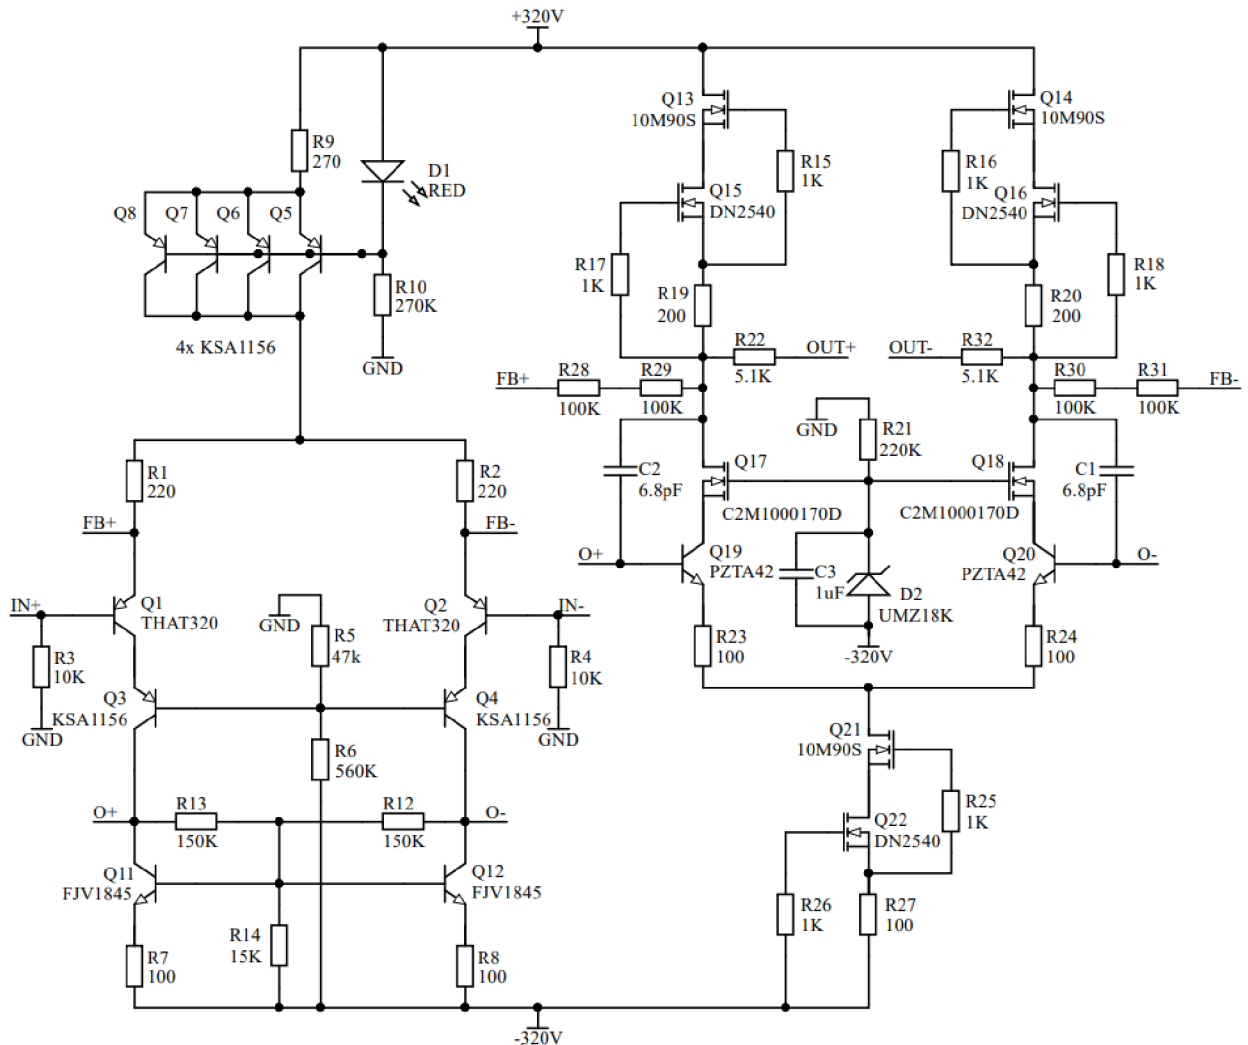 +320V
Q13
10M90S
Q14
10M90S
R9
270
D1
RED
R15
1K
R16
1K
Q15
DN2540
Q16
DN2540
Q8
Q7
Q6
Q5
R17
1K
R18
1K
R10
270K
R19
200
R20
200
4x KSA1156
GND
R22
5.1K
OUT+
OUT-
R32
5.1K
FB+
R28
100K
R29
100K
R30
100K
R31
100K
FB-
GND
R21
220K
R1
220
R2
220
C2
6.8pF
Q17
C2M1000170D
Q18
C2M1000170D
C1
6.8pF
FB+
FB-
O+
Q19
PZTA42
C3
1uF
D2
UMZ18K
Q20
PZTA42
O-
IN+
Q1
THAT320
Q2
THAT320
IN-
GND
R5
47k
R23
100
-320V
R24
100
R3
10K
R4
10K
Q3
KSA1156
Q4
KSA1156
GND
GND
R6
560K
Q21
10M90S
O+
R13
150K
R12
150K
O-
R25
1K
Q22
DN2540
Q11
FJV1845
Q12
FJV1845
R26
1K
R27
100
R14
15K
R7
100
R8
100
-320V